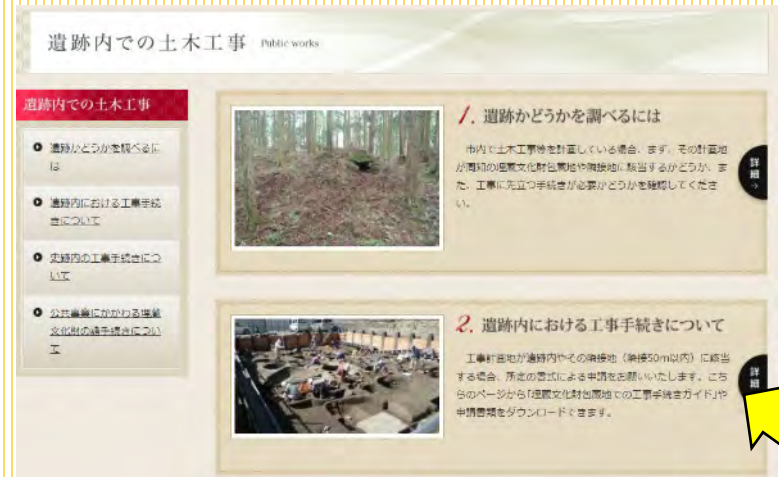 遺跡内での土木工事 Public works
遺跡内での土木工事
遺跡かどうかを調べるに
は
遺跡内における工事手続
きについて
史跡内の工事手続きにつ
いて
公共事業にかかわる埋蔵
文化財の諸手続きについ
て
1. 遺跡かどうかを調べるには
市内で土木工事等を計画している場合、まず、その計画地
が周知の埋蔵文化財包蔵地や隣接地に該当するかどうか、ま
た、工事に先立つ手続きが必要かどうかを確認してくださ
い。
詳細→
2. 遺跡内における工事手続きについて
工事計画地が遺跡内やその隣接地（隣接50m以内）に該当
する場合、所定の書式による申請をお願いいたします。こち
らのページから「埋蔵文化財包蔵地での工事手続きガイド」や
申請書類をダウンロードできます。
詳細